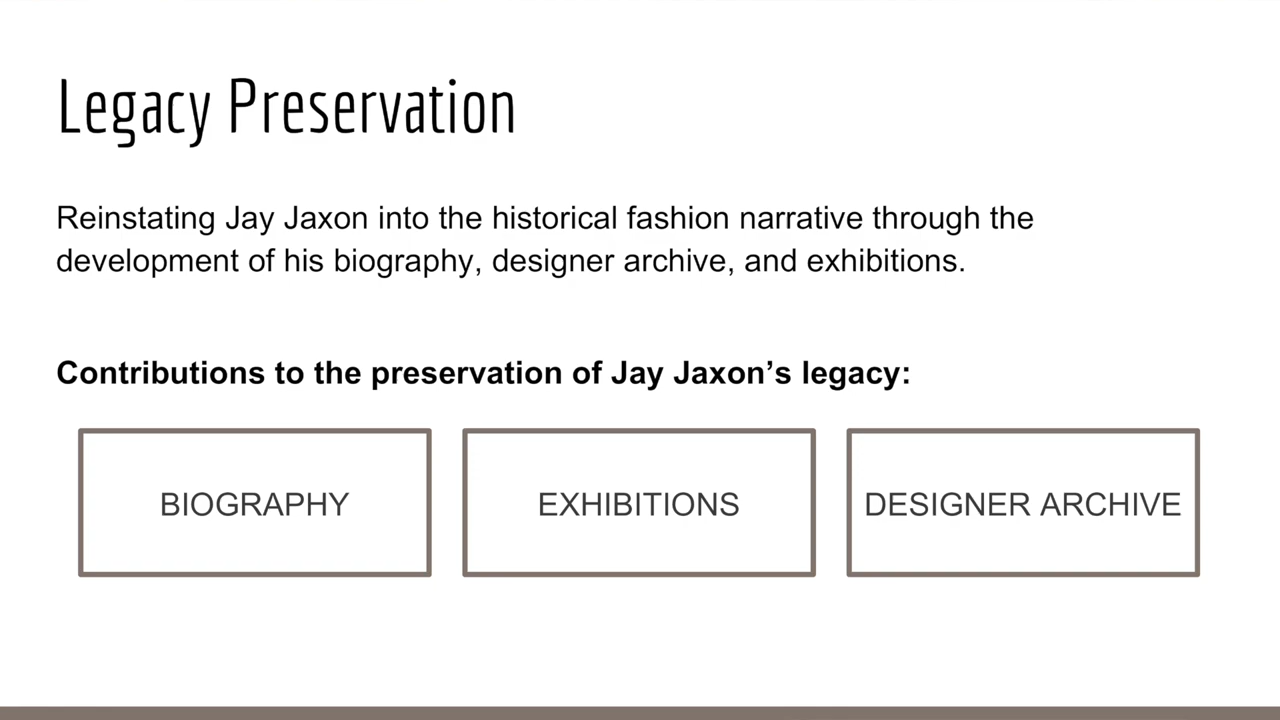 Legacy Preservation
Reinstating Jay Jaxon into the historical fashion narrative through the
development of his biography, designer archive, and exhibitions.
Contributions to the preservation of Jay Jaxon’s legacy:
BIOGRAPHY
EXHIBITIONS
DESIGNER ARCHIVE